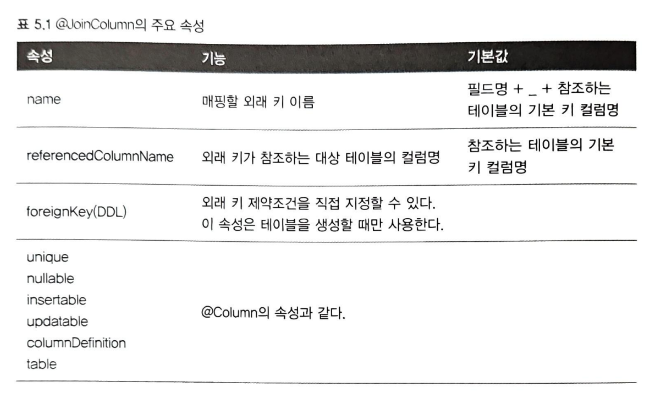 표 5.1 @JoinColumn의 주요 속성
속성 기능 기본값
name 매핑할 외래 키 이름 필드명 + _ + 참조하는
테이블의 기본 키 컬럼명
referencedColumnName 외래 키가 참조하는 대상 테이블의 컬럼명 참조하는 테이블의 기본
키 컬럼명
foreignKey(DDL) 외래 키 제약조건을 직접 지정할 수 있다.
이 속성은 테이블을 생성할 때만 사용한다.
unique
nullable
insertable
updatable
columnDefinition
table
@Column의 속성과 같다.